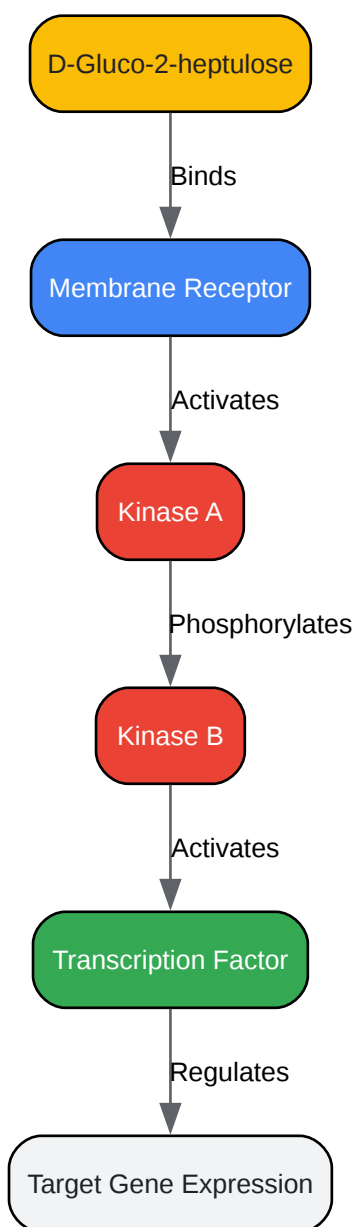 D-Gluco-2-heptulose
Binds
Membrane Receptor
Activates
Kinase A
Phosphorylates
Kinase B
Activates
Transcription Factor
Regulates
Target Gene Expression